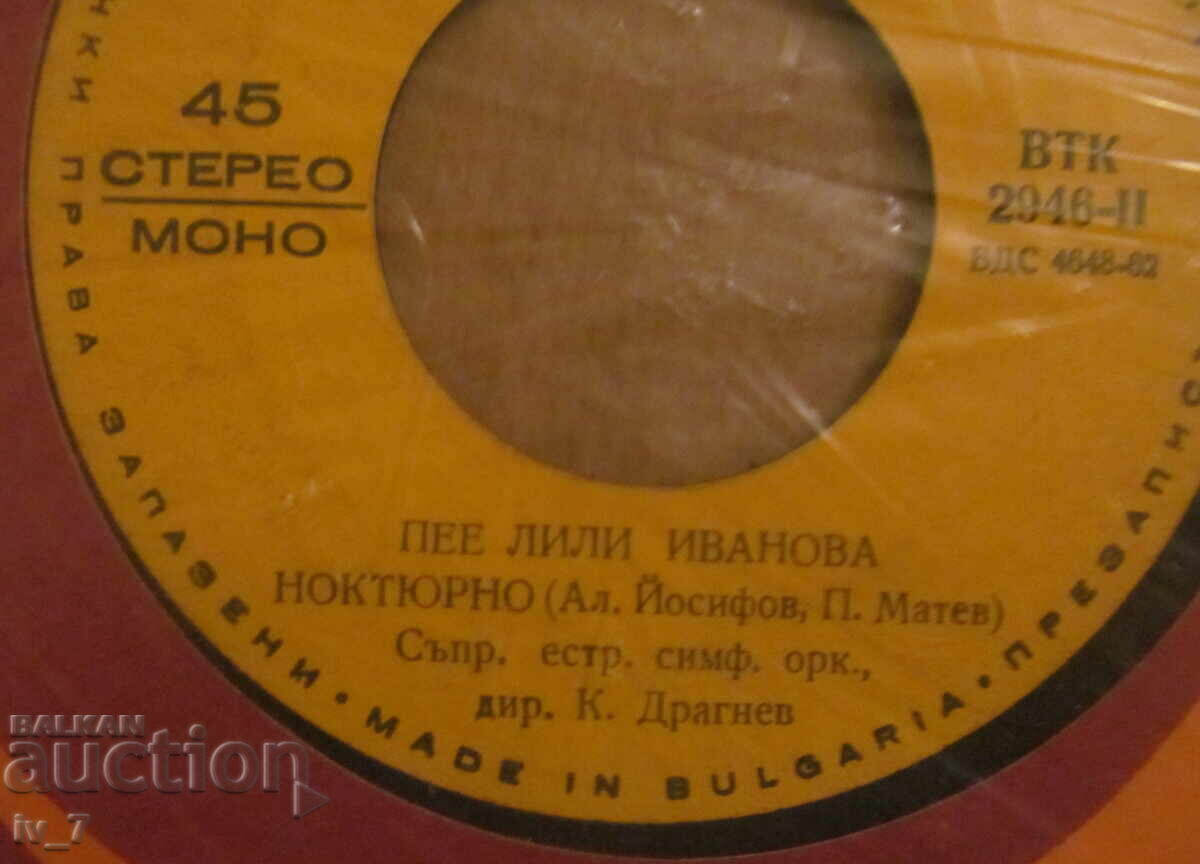 45
СТЕРЕО
МОНО
ВТК
2946-II
БДС 4648-82
ПЕЕ ЛИЛИ ИВАНОВА
НОКТЮРНО (Ал. Йосифов, П. Матев)
Съпр. естр. симф. орк.,
дир. К. Драгнев
ПРАВА ЗАПАЗЕНИ • MADE IN BULGARIA •
BALKAN
auction
iv_7